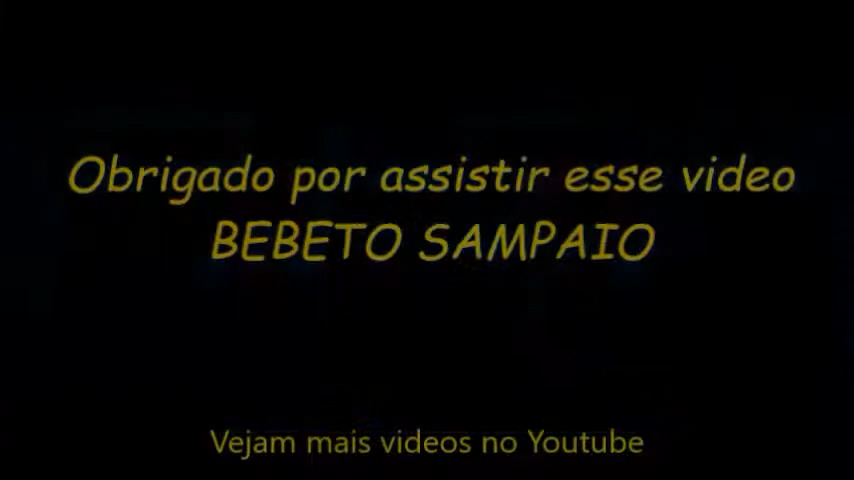 Obrigado por assistir esse video
BEBETO SAMPAIO
Vejam mais videos no Youtube